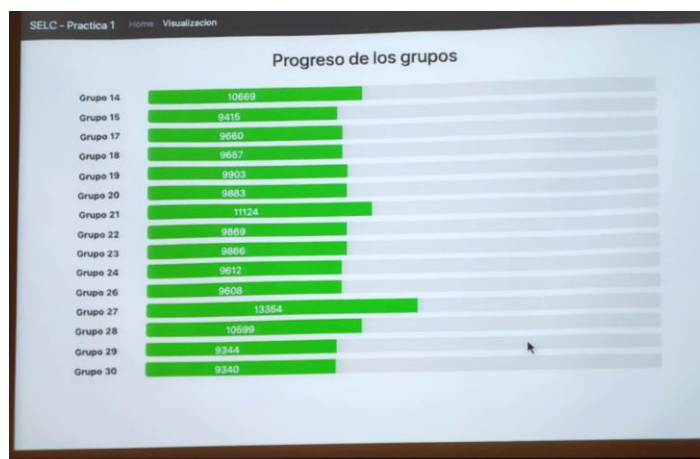 SELC - Practica 1 Home Visualizacion
Progreso de los grupos
Grupo 14 10669
Grupo 15 9415
Grupo 17 9660
Grupo 18 9657
Grupo 19 9903
Grupo 20 9883
Grupo 21 11124
Grupo 22 9869
Grupo 23 9866
Grupo 24 9612
Grupo 26 9608
Grupo 27 13354
Grupo 28 10599
Grupo 29 9344
Grupo 30 9340